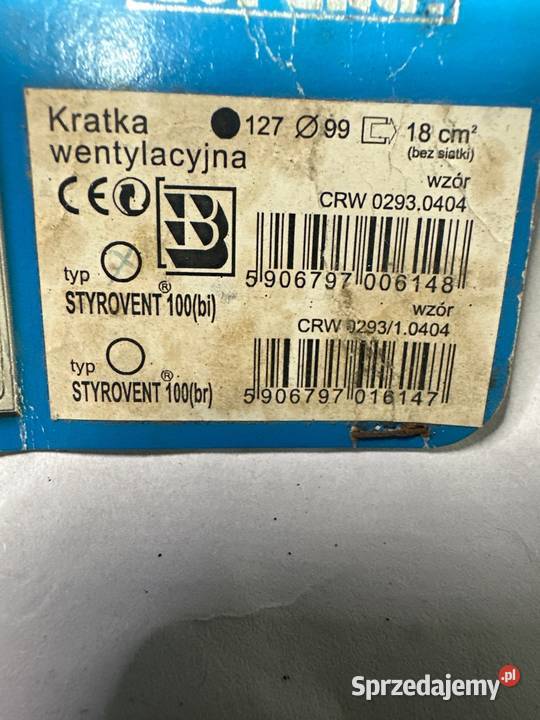 Kratka wentylacyjna
● 127 Ø 99 18 cm²
(bez siatki)
wzór
CRW 0293.0404
CE
B
5 906797 006148
typ
STYROVENT 100(bi)®
wzór
CRW 0293/1.0404
typ
STYROVENT 100(br)®
5 906797 016147
Sprzedajemy.pl